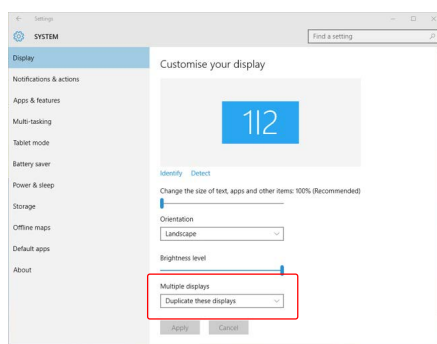 Settings
SYSTEM
Find a setting
Display
Notifications & actions
Apps & features
Multi-tasking
Tablet mode
Battery saver
Power & sleep
Storage
Offline maps
Default apps
About
Customise your display
1|2
Identify Detect
Change the size of text, apps and other items: 100% (Recommended)
Orientation
Landscape
Brightness level
Multiple displays
Duplicate these displays
Apply Cancel